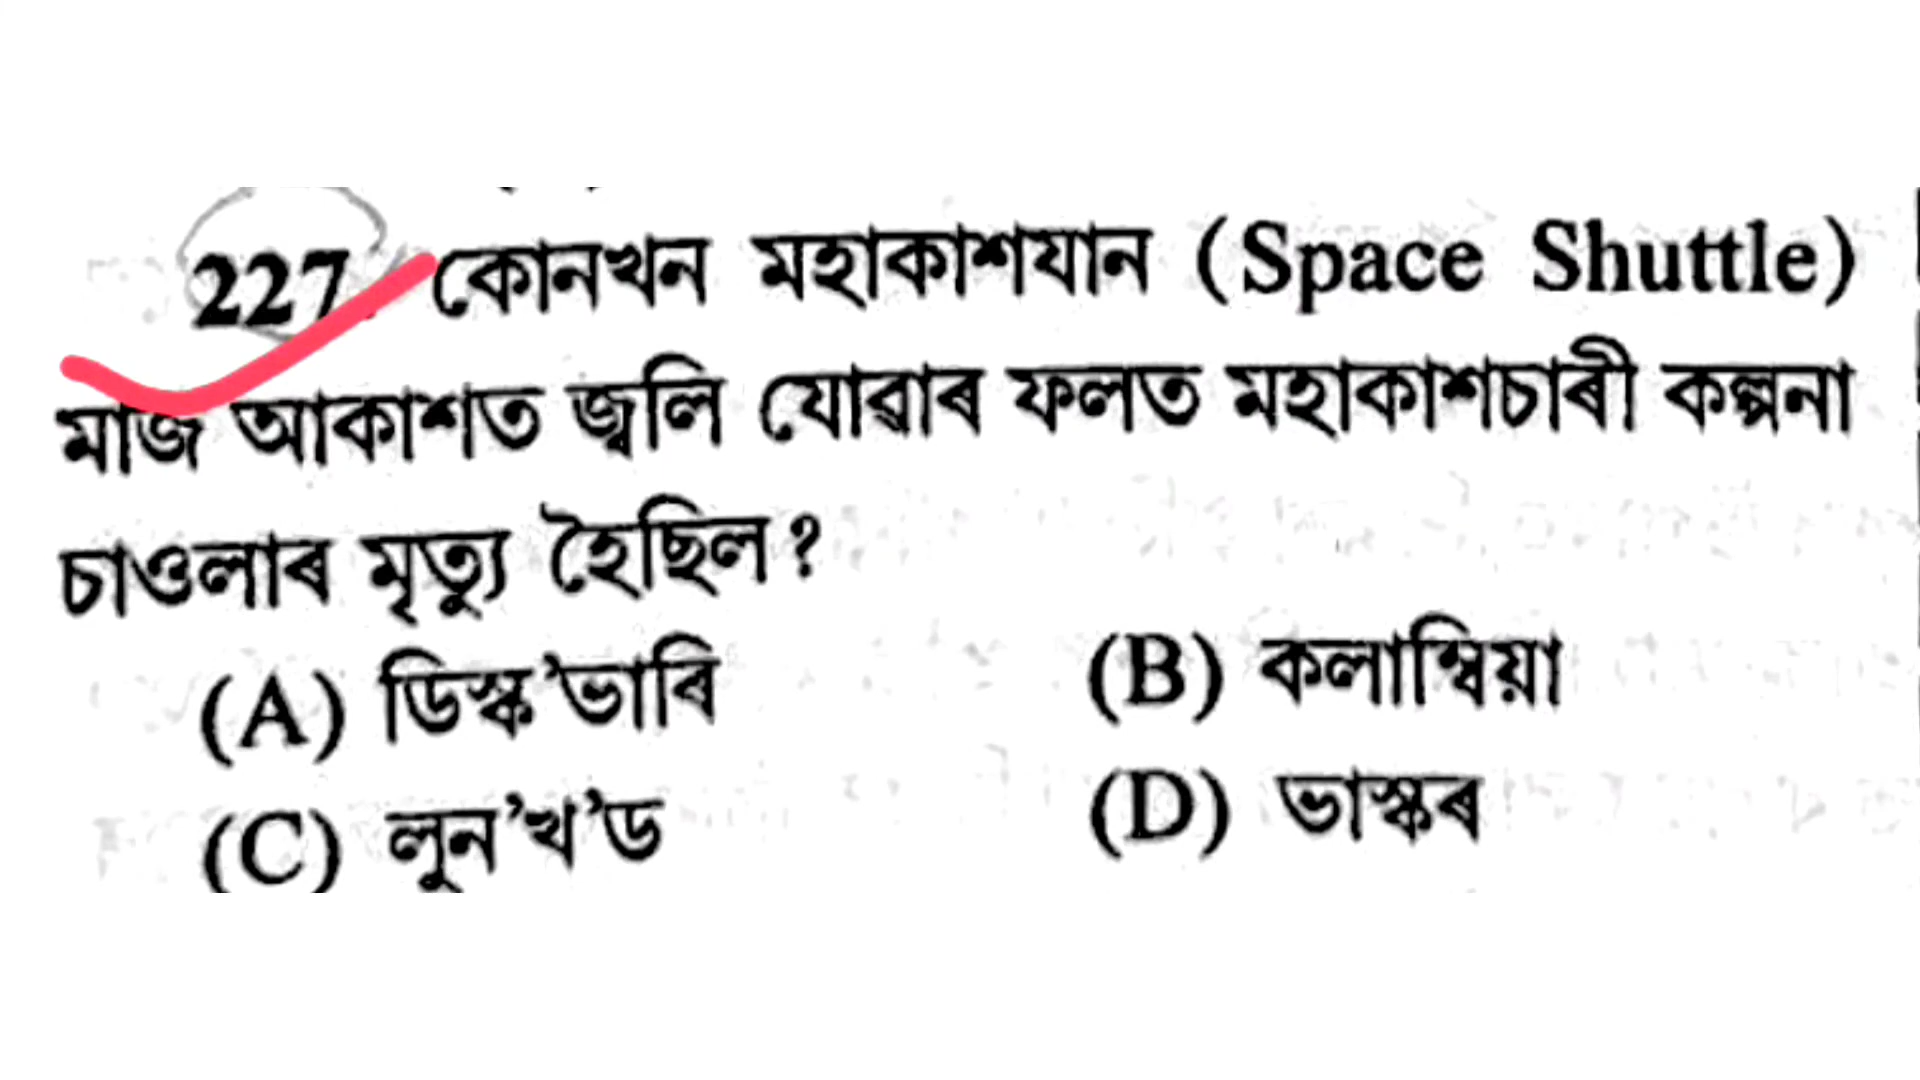 227. কোনখন মহাকাশযান (Space Shuttle)
মাজ আকাশত জ্বলি যোৱাৰ ফলত মহাকাশচাৰী কল্পনা
চাওলাৰ মৃত্যু হৈছিল?
(A) ডিস্ক'ভাৰি (B) কলাম্বিয়া
(C) লুন'খ'ড (D) ভাস্কৰ